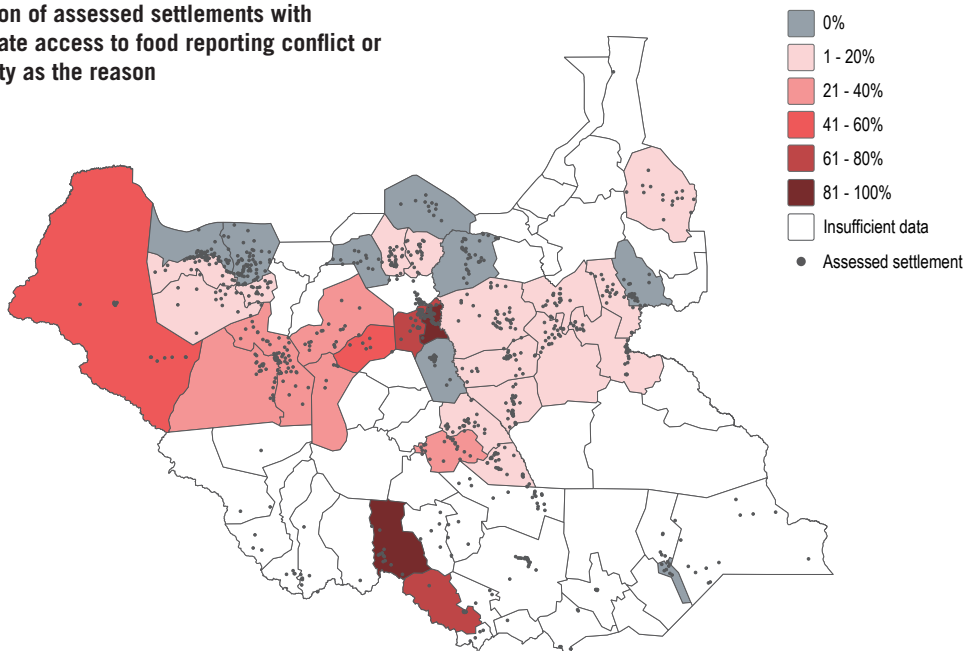 on of assessed settlements with
ate access to food reporting conflict or
ty as the reason
0%
1 - 20%
21 - 40%
41 - 60%
61 - 80%
81 - 100%
Insufficient data
Assessed settlement